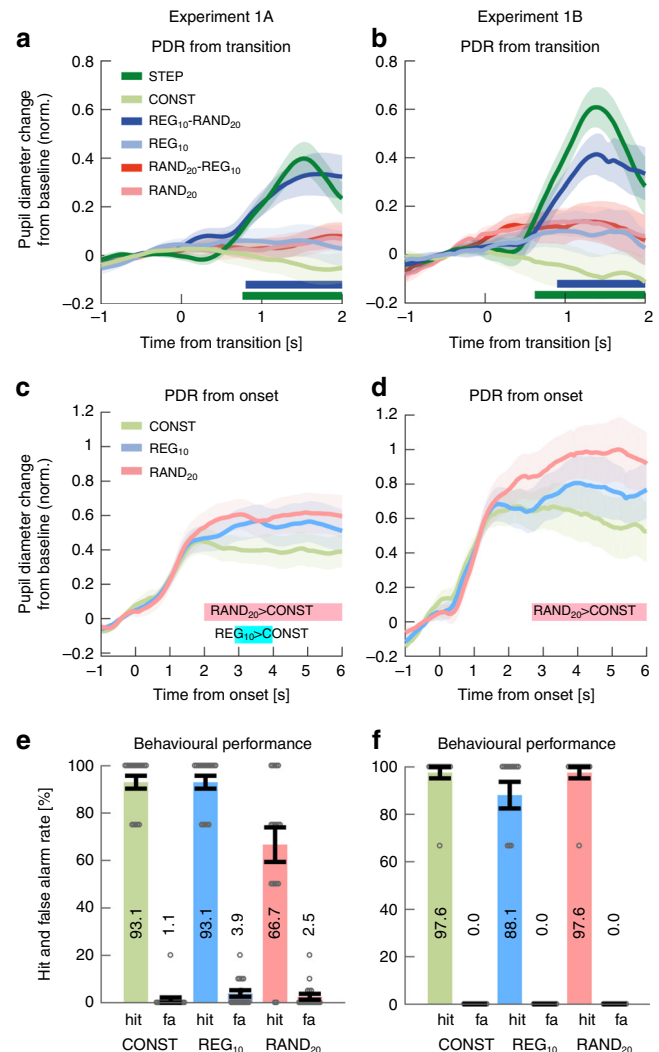 Experiment 1A
Experiment 1B
a
PDR from transition
b
PDR from transition
Pupil diameter change
from baseline (norm.)
0.8
0.6
0.4
0.2
0
−0.2
STEP
CONST
REG10-RAND20
REG10
RAND20-REG10
RAND20
−1 0 1 2
Time from transition [s]
0.8
0.6
0.4
0.2
0
−0.2
−1 0 1 2
Time from transition [s]
c
PDR from onset
d
PDR from onset
Pupil diameter change
from baseline (norm.)
1.2
1
0.8
0.6
0.4
0.2
0
−0.2
CONST
REG10
RAND20
RAND20>CONST
REG10>CONST
−1 0 1 2 3 4 5 6
Time from onset [s]
1.2
1
0.8
0.6
0.4
0.2
0
−0.2
RAND20>CONST
−1 0 1 2 3 4 5 6
Time from onset [s]
e
Behavioural performance
f
Behavioural performance
Hit and false alarm rate [%]
100
80
60
40
20
0
93.1 1.1 93.1 3.9 66.7 2.5
hit fa hit fa hit fa
CONST REG10 RAND20
100
80
60
40
20
0
97.6 0.0 88.1 0.0 97.6 0.0
hit fa hit fa hit fa
CONST REG10 RAND20